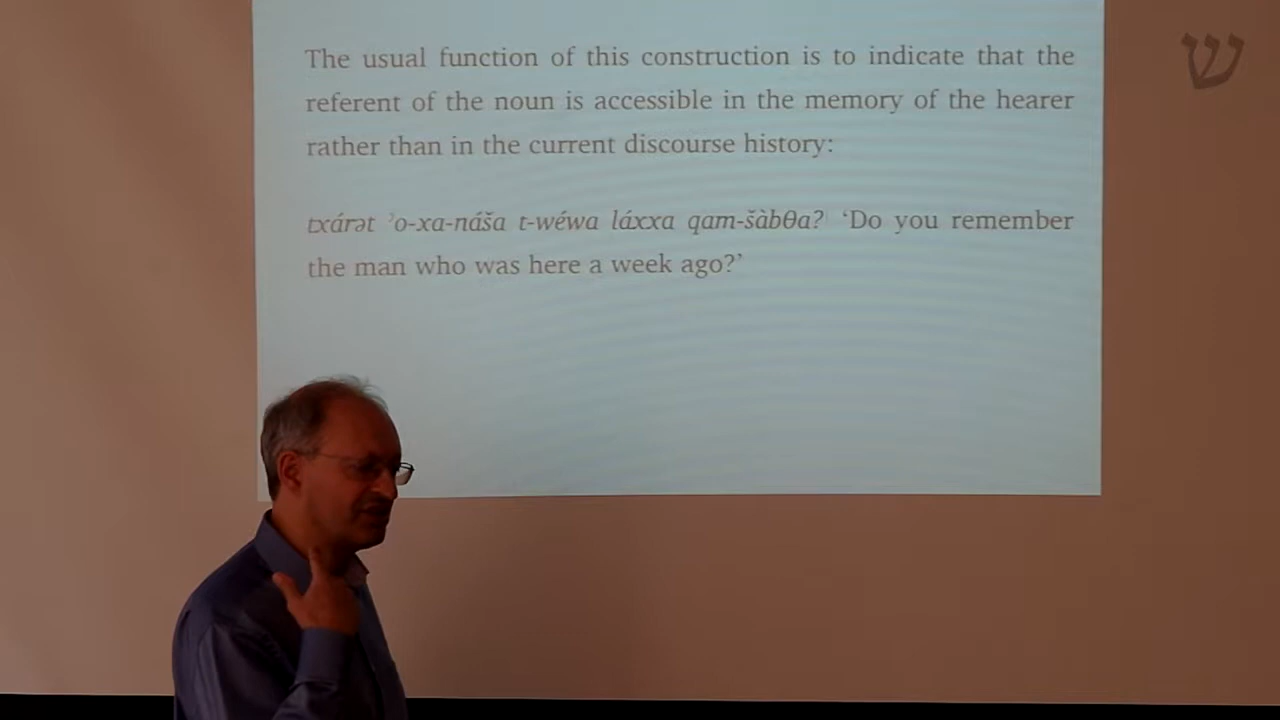 The usual function of this construction is to indicate that the
referent of the noun is accessible in the memory of the hearer
rather than in the current discourse history:
txárət ʾo-xa-náša t-wéwa láxxa qam-šàbθa? ‘Do you remember
the man who was here a week ago?’
ש